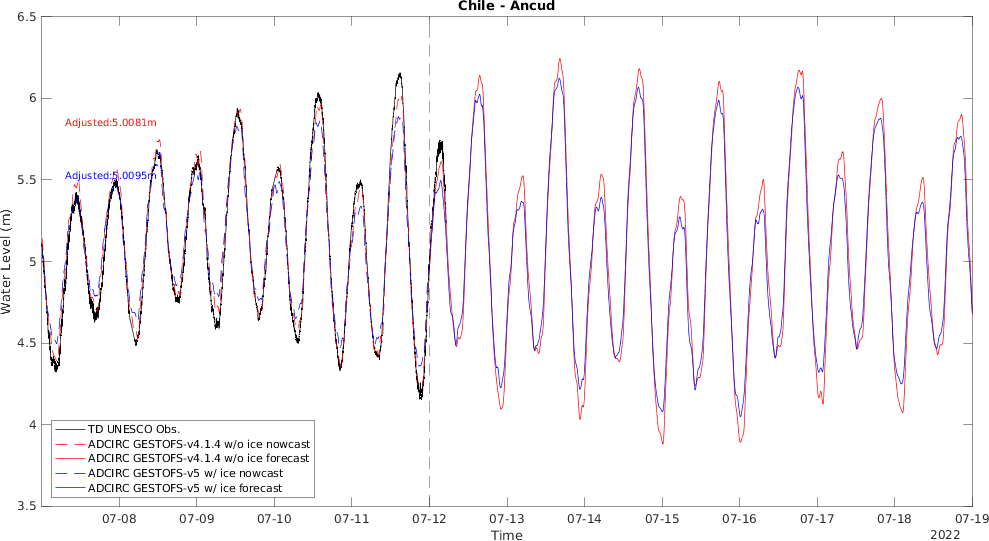 Chile - Ancud
6.5
6
5.5
5
4.5
4
3.5
Water Level (m)
Adjusted:5.0081m
Adjusted:5.0095m
TD UNESCO Obs.
ADCIRC GESTOFS-v4.1.4 w/o ice nowcast
ADCIRC GESTOFS-v4.1.4 w/o ice forecast
ADCIRC GESTOFS-v5 w/ ice nowcast
ADCIRC GESTOFS-v5 w/ ice forecast
07-08 07-09 07-10 07-11 07-12 07-13 07-14 07-15 07-16 07-17 07-18 07-19
Time
2022